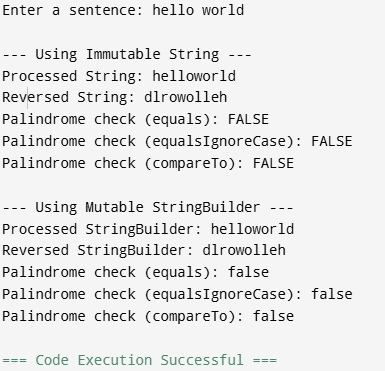 Enter a sentence: hello world
--- Using Immutable String ---
Processed String: helloworld
Reversed String: dlrowolleh
Palindrome check (equals): FALSE
Palindrome check (equalsIgnoreCase): FALSE
Palindrome check (compareTo): FALSE
--- Using Mutable StringBuilder ---
Processed StringBuilder: helloworld
Reversed StringBuilder: dlrowolleh
Palindrome check (equals): false
Palindrome check (equalsIgnoreCase): false
Palindrome check (compareTo): false
=== Code Execution Successful ===